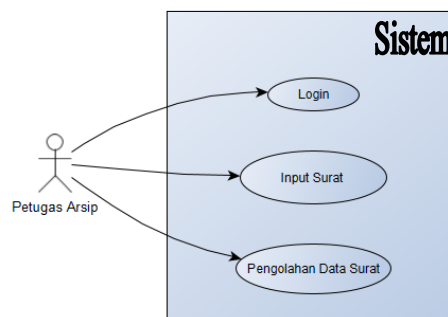 Sistem
Login
Petugas Arsip
Input Surat
Pengolahan Data Surat